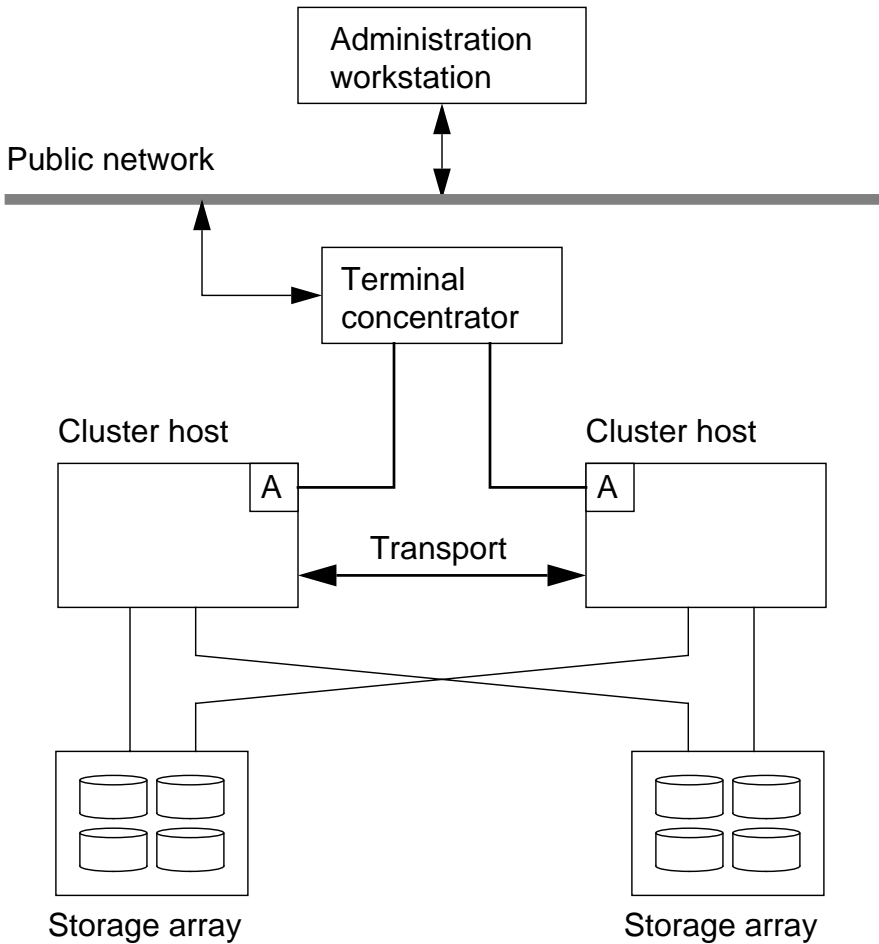 Administration
workstation
Public network
Terminal
concentrator
Cluster host
Cluster host
A
A
Transport
Storage array
Storage array